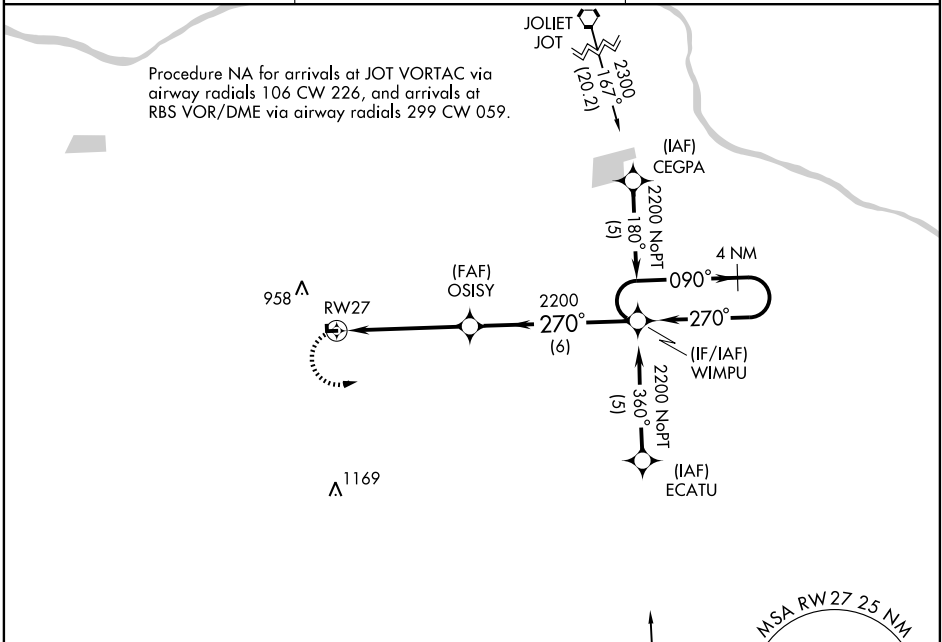 JOLIET
JOT
2300
167°
(20.2)
Procedure NA for arrivals at JOT VORTAC via
airway radials 106 CW 226, and arrivals at
RBS VOR/DME via airway radials 299 CW 059.
(IAF)
CEGPA
2200 NoPT
180°
(5)
4 NM
090°
270°
(IF/IAF)
WIMPU
(FAF)
OSISY
2200
270°
(6)
958
RW27
2200 NoPT
360°
(5)
(IAF)
ECATU
1169
MSA RW27 25 NM